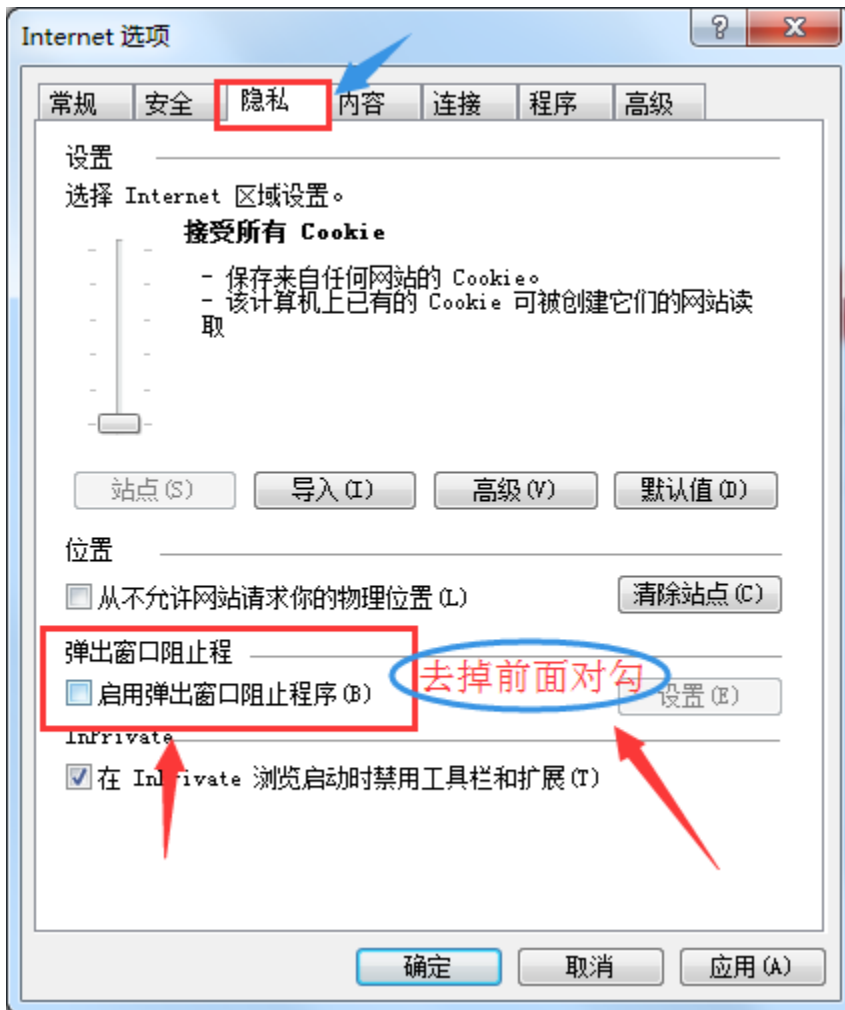 Internet 选项
常规 安全 隐私 内容 连接 程序 高级
设置
选择 Internet 区域设置。
接受所有 Cookie
- 保存来自任何网站的 Cookie。
- 该计算机上已有的 Cookie 可被创建它们的网站读
取
站点(S) 导入(I) 高级(V) 默认值(D)
位置
从不允许网站请求你的物理位置(L) 清除站点(C)
弹出窗口阻止程
启用弹出窗口阻止程序(B) 去掉前面对勾 设置(E)
InPrivate
在 InPrivate 浏览启动时禁用工具栏和扩展(T)
确定 取消 应用(A)